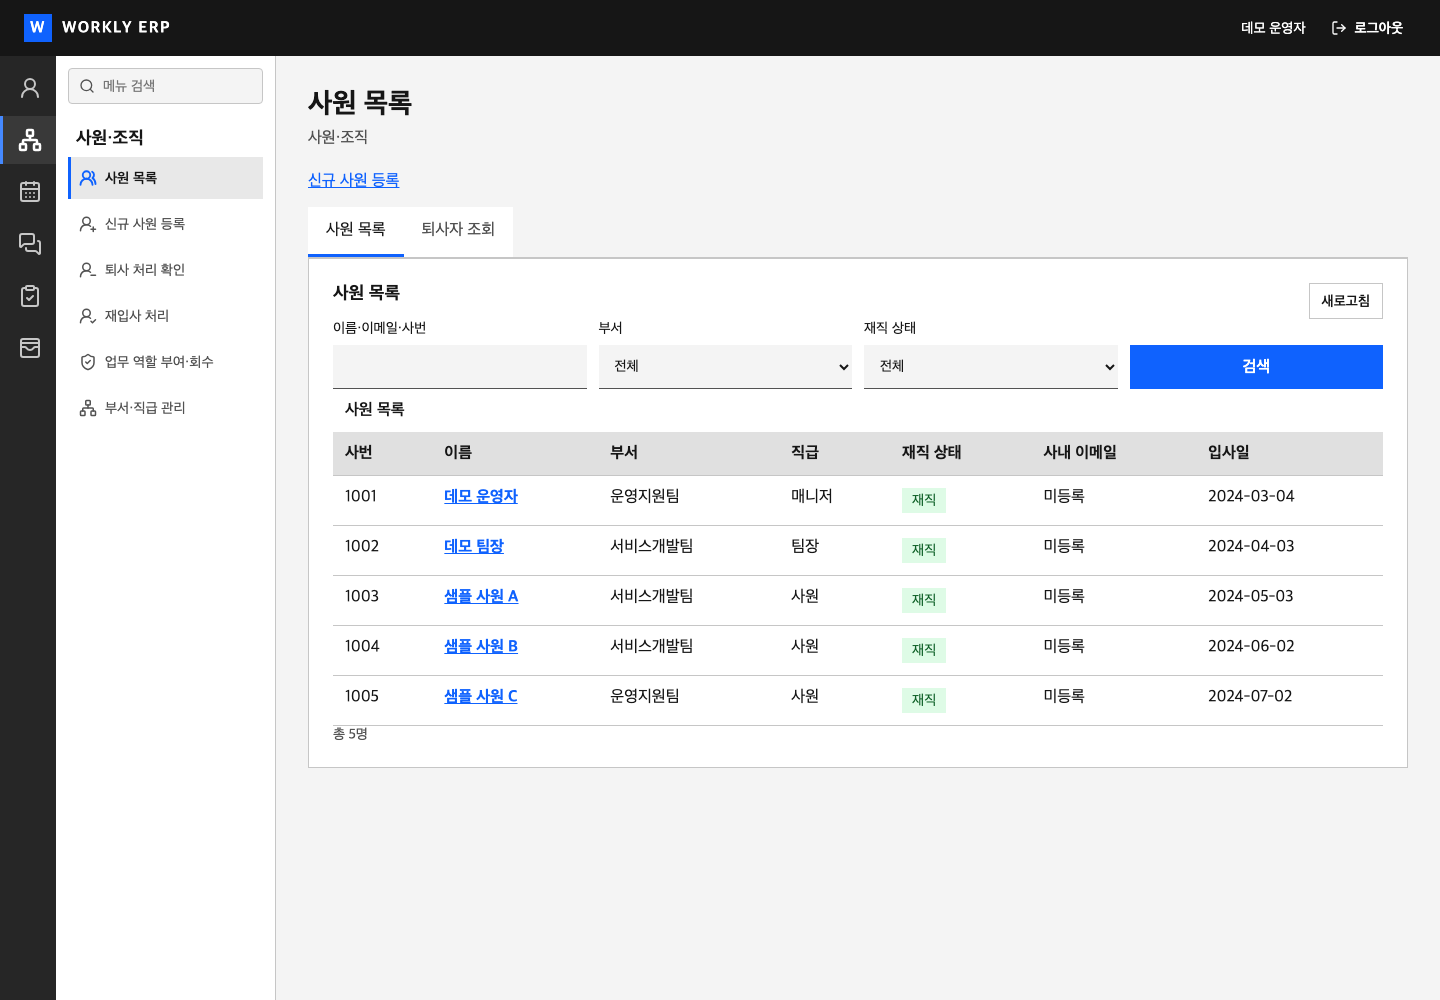 W WORKLY ERP
데모 운영자
로그아웃
메뉴 검색
사원·조직
사원 목록
신규 사원 등록
퇴사 처리 확인
재입사 처리
업무 역할 부여·회수
부서·직급 관리
사원 목록
사원·조직
신규 사원 등록
사원 목록 퇴사자 조회
사원 목록
새로고침
이름·이메일·사번 부서 재직 상태
전체 전체 검색
사원 목록
사번 이름 부서 직급 재직 상태 사내 이메일 입사일
1001 데모 운영자 운영지원팀 매니저 재직 미등록 2024-03-04
1002 데모 팀장 서비스개발팀 팀장 재직 미등록 2024-04-03
1003 샘플 사원 A 서비스개발팀 사원 재직 미등록 2024-05-03
1004 샘플 사원 B 서비스개발팀 사원 재직 미등록 2024-06-02
1005 샘플 사원 C 운영지원팀 사원 재직 미등록 2024-07-02
총 5명